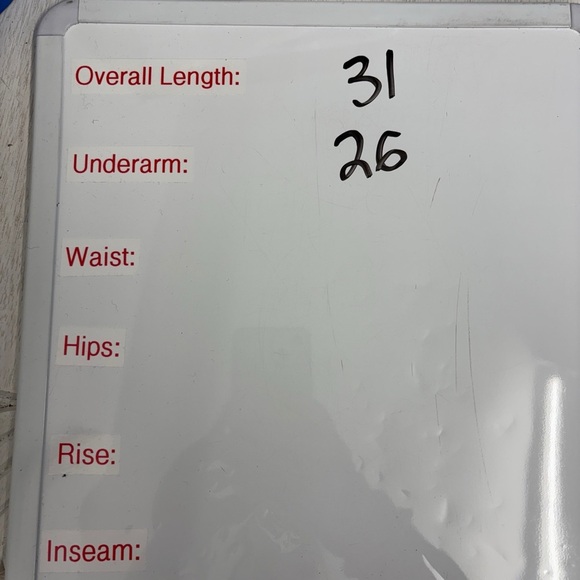 Overall Length: 31
Underarm: 26
Waist:
Hips:
Rise:
Inseam: